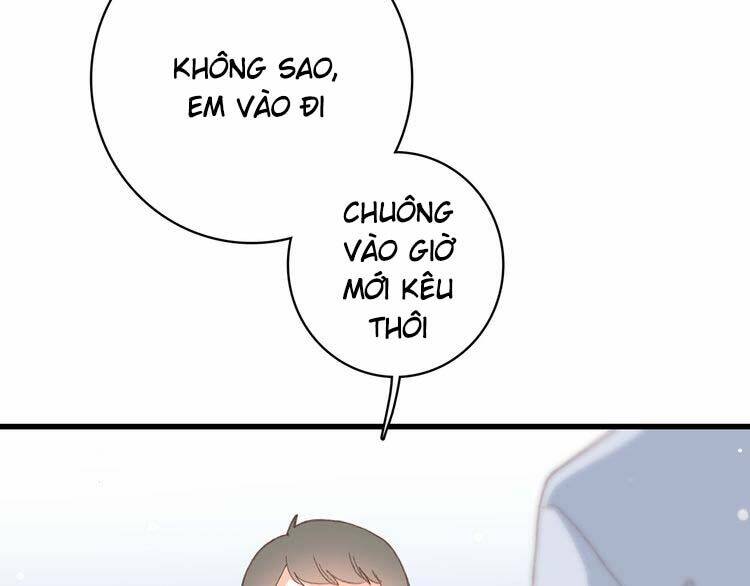 KHÔNG SAO,
EM VÀO ĐI
CHUÔNG
VÀO GIỜ
MỚI KÊU
THÔI